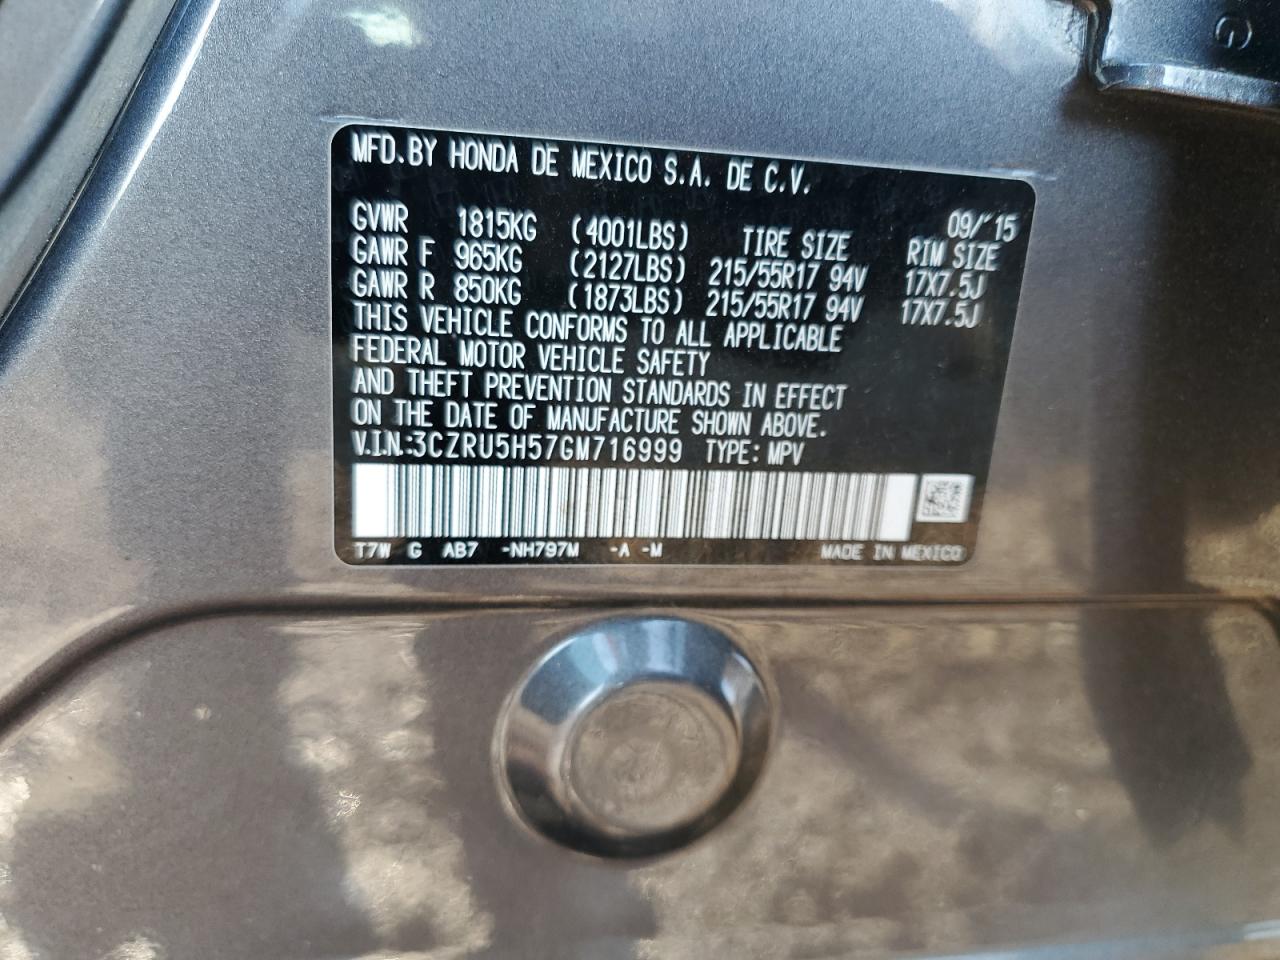 MFD.BY HONDA DE MEXICO S.A. DE C.V.
09/'15
GVWR 1815KG (4001LBS) TIRE SIZE RIM SIZE
GAWR F 965KG (2127LBS) 215/55R17 94V 17X7.5J
GAWR R 850KG (1873LBS) 215/55R17 94V 17X7.5J
THIS VEHICLE CONFORMS TO ALL APPLICABLE
FEDERAL MOTOR VEHICLE SAFETY
AND THEFT PREVENTION STANDARDS IN EFFECT
ON THE DATE OF MANUFACTURE SHOWN ABOVE.
V.I.N:3CZRU5H57GM716999 TYPE: MPV
T7W G AB7 -NH797M -A -M MADE IN MEXICO